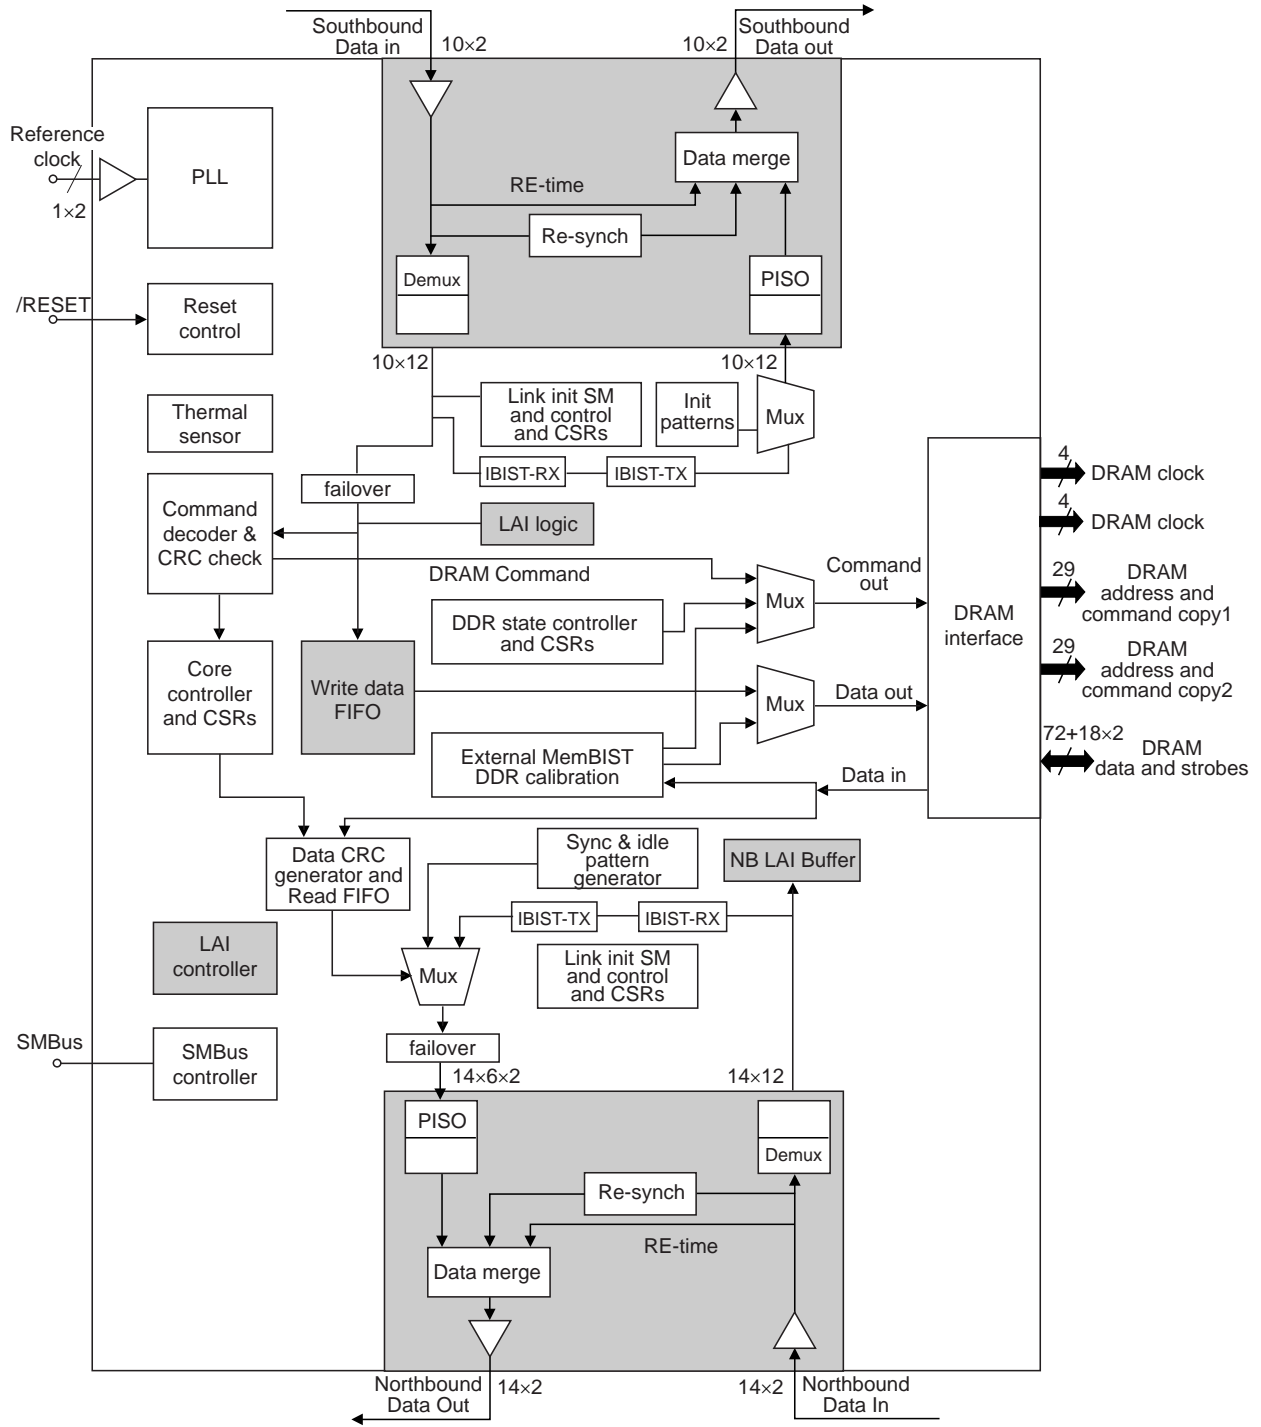 Southbound
Data in
10×2
10×2
Southbound
Data out
Reference
clock
1×2
PLL
Data merge
RE-time
Re-synch
Demux
PISO
/RESET
Reset
control
10×12
10×12
Thermal
sensor
Link init SM
and control
and CSRs
Init
patterns
Mux
IBIST-RX
IBIST-TX
failover
LAI logic
Command
decoder &
CRC check
DRAM Command
DDR state controller
and CSRs
Mux
Command
out
DRAM
interface
4
DRAM clock
4
DRAM clock
29
DRAM
address and
command copy1
29
DRAM
address and
command copy2
72+18×2
DRAM
data and strobes
Core
controller
and CSRs
Write data
FIFO
Mux
Data out
External MemBIST
DDR calibration
Data in
Data CRC
generator and
Read FIFO
Sync & idle
pattern
generator
NB LAI Buffer
IBIST-TX
IBIST-RX
LAI
controller
Mux
Link init SM
and control
and CSRs
SMBus
SMBus
controller
failover
14×6×2
14×12
PISO
Demux
Re-synch
RE-time
Data merge
Northbound
Data Out
14×2
14×2
Northbound
Data In